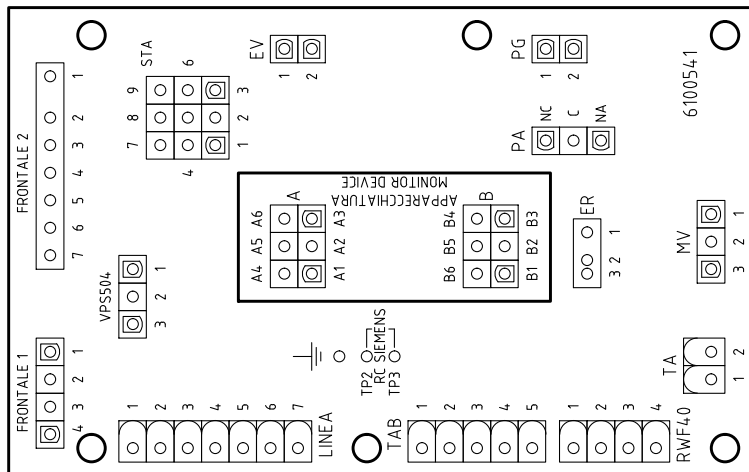 STA
6
9 8 7
3 2 1
4
EV
1 2
PG
1 2
6100541
PA
NC C NA
FRONTALE 2
1
2
3
4
5
6
7
APPARECCHIATURA
MONITOR DEVICE
A
A6 A5 A4
A3 A2 A1
B
B4 B5 B6
B3 B2 B1
ER
1
3 2
MV
1
2
3
VPS504
1
2
3
FRONTALE 1
1
2
3
4
TP2
RC SIEMENS
TP3
TA
2
1
LINEA
1 2 3 4 5 6 7
TAB
1 2 3 4 5
RWF40
1 2 3 4